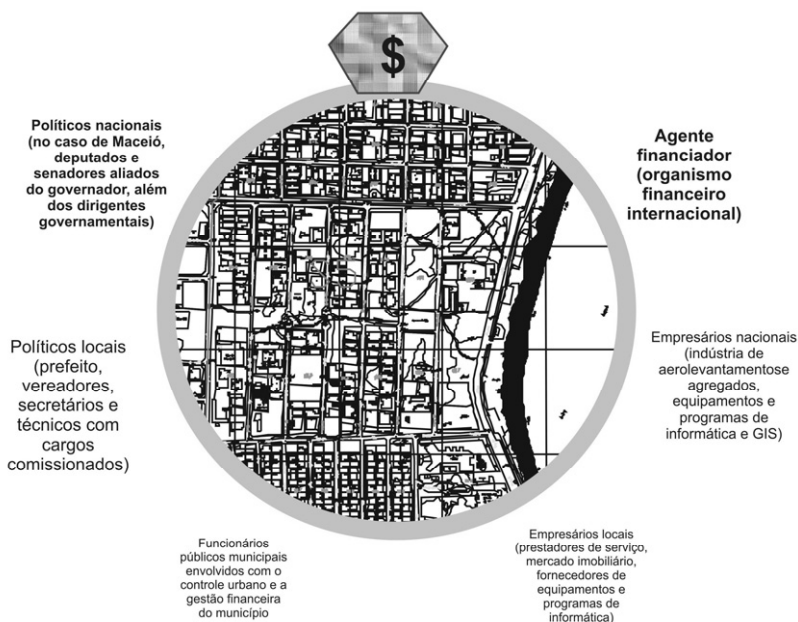 $
Políticos nacionais
(no caso de Maceió,
deputados e
senadores aliados
do governador, além
dos dirigentes
governamentais)
Agente
financiador
(organismo
financeiro
internacional)
Políticos locais
(prefeito,
vereadores,
secretários e
técnicos com
cargos
comissionados)
Empresários nacionais
(indústria de
aerolevantamentose
agregados,
equipamentos e
programas de
informática e GIS)
Funcionários
públicos municipais
envolvidos com o
controle urbano e a
gestão financeira
do município
Empresários locais
(prestadores de serviço,
mercado imobiliário,
fornecedores de
equipamentos e
programas de
informática)